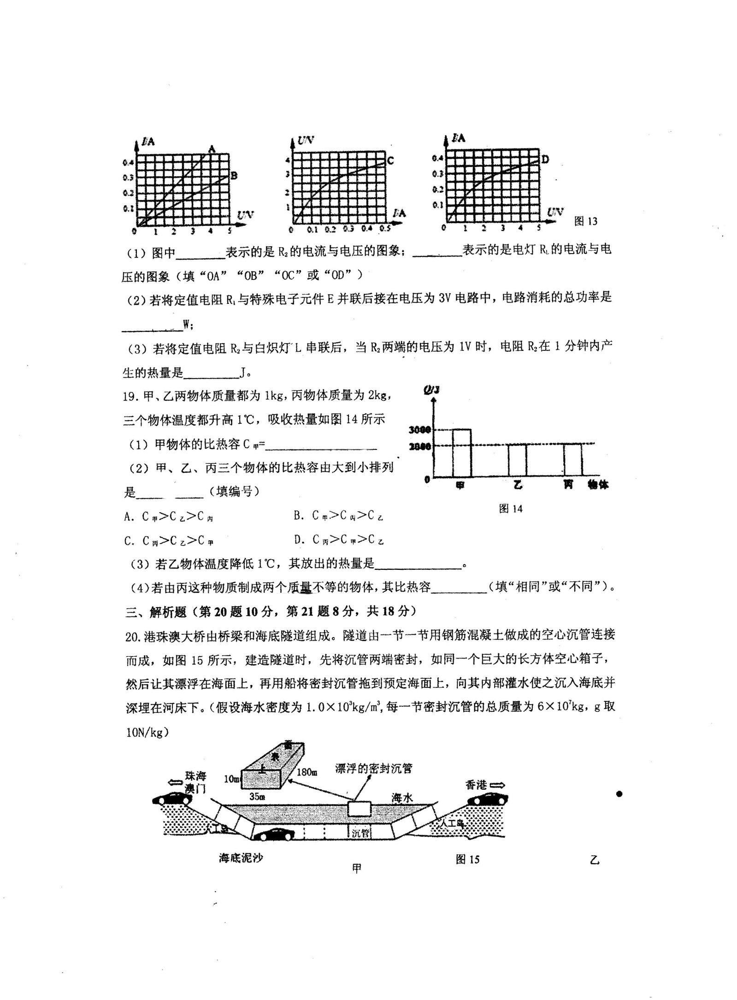 I/A
A
B
0.4
0.3
0.2
0.1
0 1 2 3 4 5
U/V
U/V
C
4
3
2
1
0 0.1 0.2 0.3 0.4 0.5
I/A
I/A
D
0.4
0.3
0.2
0.1
0 1 2 3 4 5
U/V
图 13
(1) 图中________表示的是 R₂的电流与电压的图象；________表示的是电灯 R_L的电流与电
压的图象（填“OA”“OB”“OC”或“OD”）
(2)若将定值电阻 R₁与特殊电子元件 E 并联后接在电压为 3V 电路中，电路消耗的总功率是
__________W;
(3) 若将定值电阻 R₂与白炽灯 L 串联后，当 R₂两端的电压为 1V 时，电阻 R₂在 1 分钟内产
生的热量是_________J。
19.甲、乙两物体质量都为 1kg，丙物体质量为 2kg，
三个物体温度都升高 1℃，吸收热量如图 14 所示
(1) 甲物体的比热容 C甲=__________________
(2) 甲、乙、丙三个物体的比热容由大到小排列
是____ ____（填编号）
A. C甲>C乙>C丙 B. C甲>C丙>C乙
C. C丙>C乙>C甲 D. C丙>C甲>C乙
Q/J
3000
2000
0
甲 乙 丙 物体
图 14
(3) 若乙物体温度降低 1℃，其放出的热量是______________。
(4)若由丙这种物质制成两个质量不等的物体，其比热容_________（填“相同”或“不同”）。
三、解析题（第 20 题 10 分，第 21 题 8 分，共 18 分）
20.港珠澳大桥由桥梁和海底隧道组成。隧道由一节一节用钢筋混凝土做成的空心沉管连接
而成，如图 15 所示，建造隧道时，先将沉管两端密封，如同一个巨大的长方体空心箱子，
然后让其漂浮在海面上，再用船将密封沉管拖到预定海面上，向其内部灌水使之沉入海底并
深埋在河床下。（假设海水密度为 1.0×10³kg/m³,每一节密封沉管的总质量为 6×10⁷kg，g 取
10N/kg）
上表面
10m
35m
180m
漂浮的密封沉管
珠海
澳门
香港
海水
人工岛
人工岛
沉管
海底泥沙
甲
图 15
乙